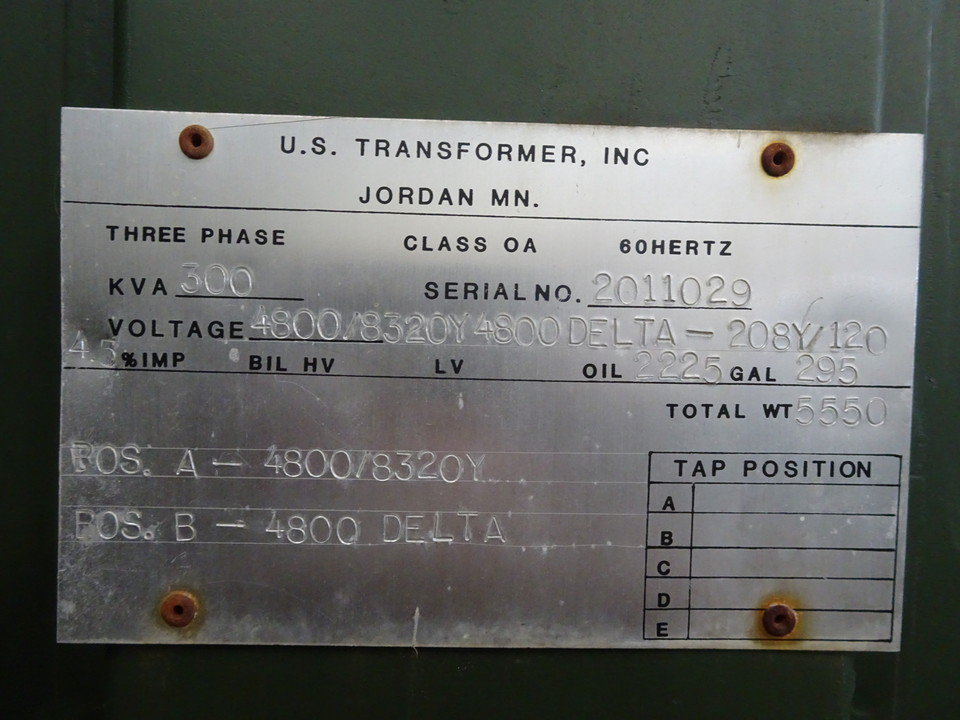 U.S. TRANSFORMER, INC
JORDAN MN.
THREE PHASE CLASS OA 60HERTZ
KVA 300 SERIAL NO. 2011029
VOLTAGE 4800/8320Y 4800 DELTA - 208Y/120
4.5 %IMP BIL HV LV OIL 2225 GAL 295
TOTAL WT 5550
POS. A - 4800/8320Y
POS. B - 4800 DELTA
TAP POSITION
A
B
C
D
E